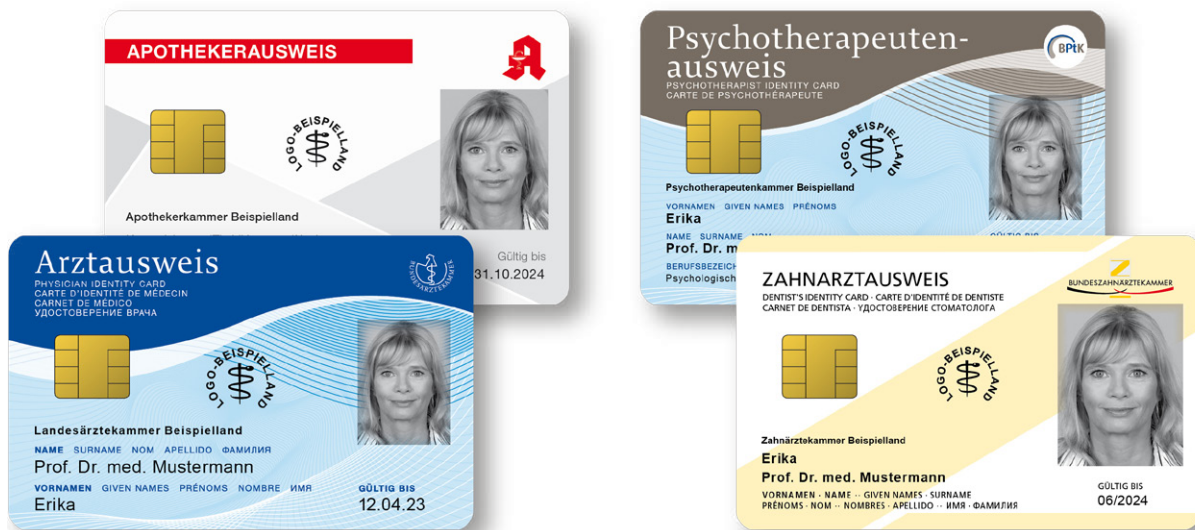 APOTHEKERAUSWEIS
LOGO-BEISPIELLAND
Apothekerkammer Beispielland
Gültig bis
31.10.2024
Psychotherapeuten-
ausweis
PSYCHOTHERAPIST IDENTITY CARD
CARTE DE PSYCHOTHÉRAPEUTE
BPtK
LOGO-BEISPIELLAND
Psychotherapeutenkammer Beispielland
VORNAMEN GIVEN NAMES PRÉNOMS
Erika
NAME SURNAME
Prof. Dr.
Arztausweis
PHYSICIAN IDENTITY CARD
CARTE D'IDENTITÉ DE MÉDECIN
CARNET DE MÉDICO
УДОСТОВЕРЕНИЕ ВРАЧА
BUNDESÄRZTEKAMMER
LOGO-BEISPIELLAND
Landesärztekammer Beispielland
NAME SURNAME NOM APELLIDO ФАМИЛИЯ
Prof. Dr. med. Mustermann
VORNAMEN GIVEN NAMES PRÉNOMS NOMBRE ИМЯ
Erika
GÜLTIG BIS
12.04.23
ZAHNARZTAUSWEIS
DENTIST'S IDENTITY CARD · CARTE D'IDENTITÉ DE DENTISTE
CARNET DE DENTISTA · УДОСТОВЕРЕНИЕ СТОМАТОЛОГА
BUNDESZAHNÄRZTEKAMMER
LOGO-BEISPIELLAND
Zahnärztekammer Beispielland
Erika
Prof. Dr. med. Mustermann
VORNAMEN · NAME ·· GIVEN NAMES · SURNAME
PRÉNOMS · NOM ·· NOMBRES · APELLIDO ·· ИМЯ · ФАМИЛИЯ
GÜLTIG BIS
06/2024